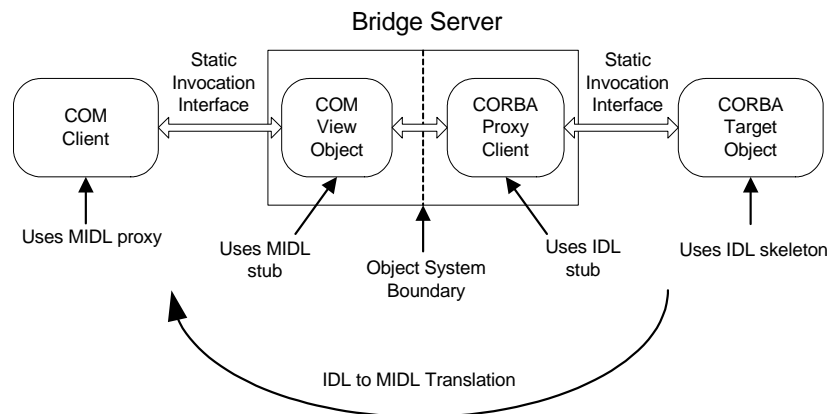 Bridge Server
Static
Invocation
Interface
Static
Invocation
Interface
COM
Client
COM
View
Object
CORBA
Proxy
Client
CORBA
Target
Object
Uses MIDL proxy
Uses MIDL
stub
Object System
Boundary
Uses IDL
stub
Uses IDL skeleton
IDL to MIDL Translation